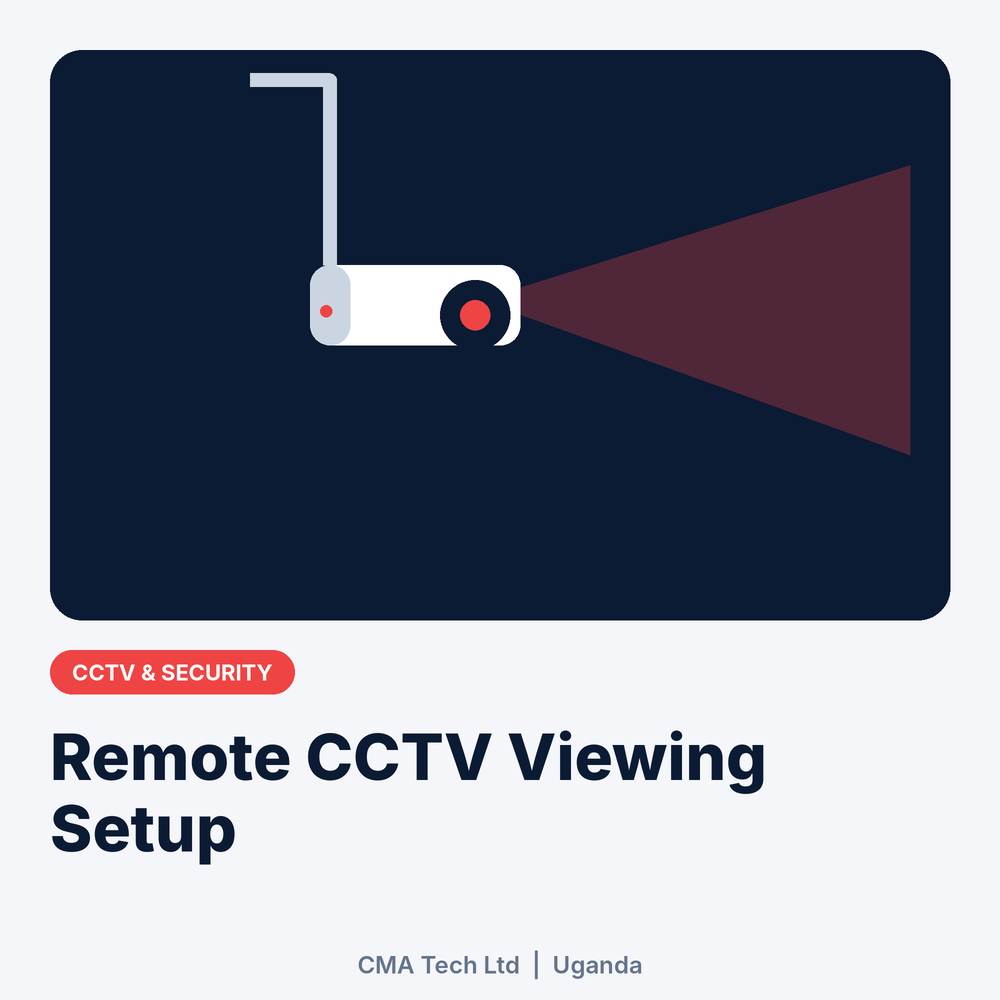 CCTV & SECURITY
Remote CCTV Viewing
Setup
CMA Tech Ltd | Uganda